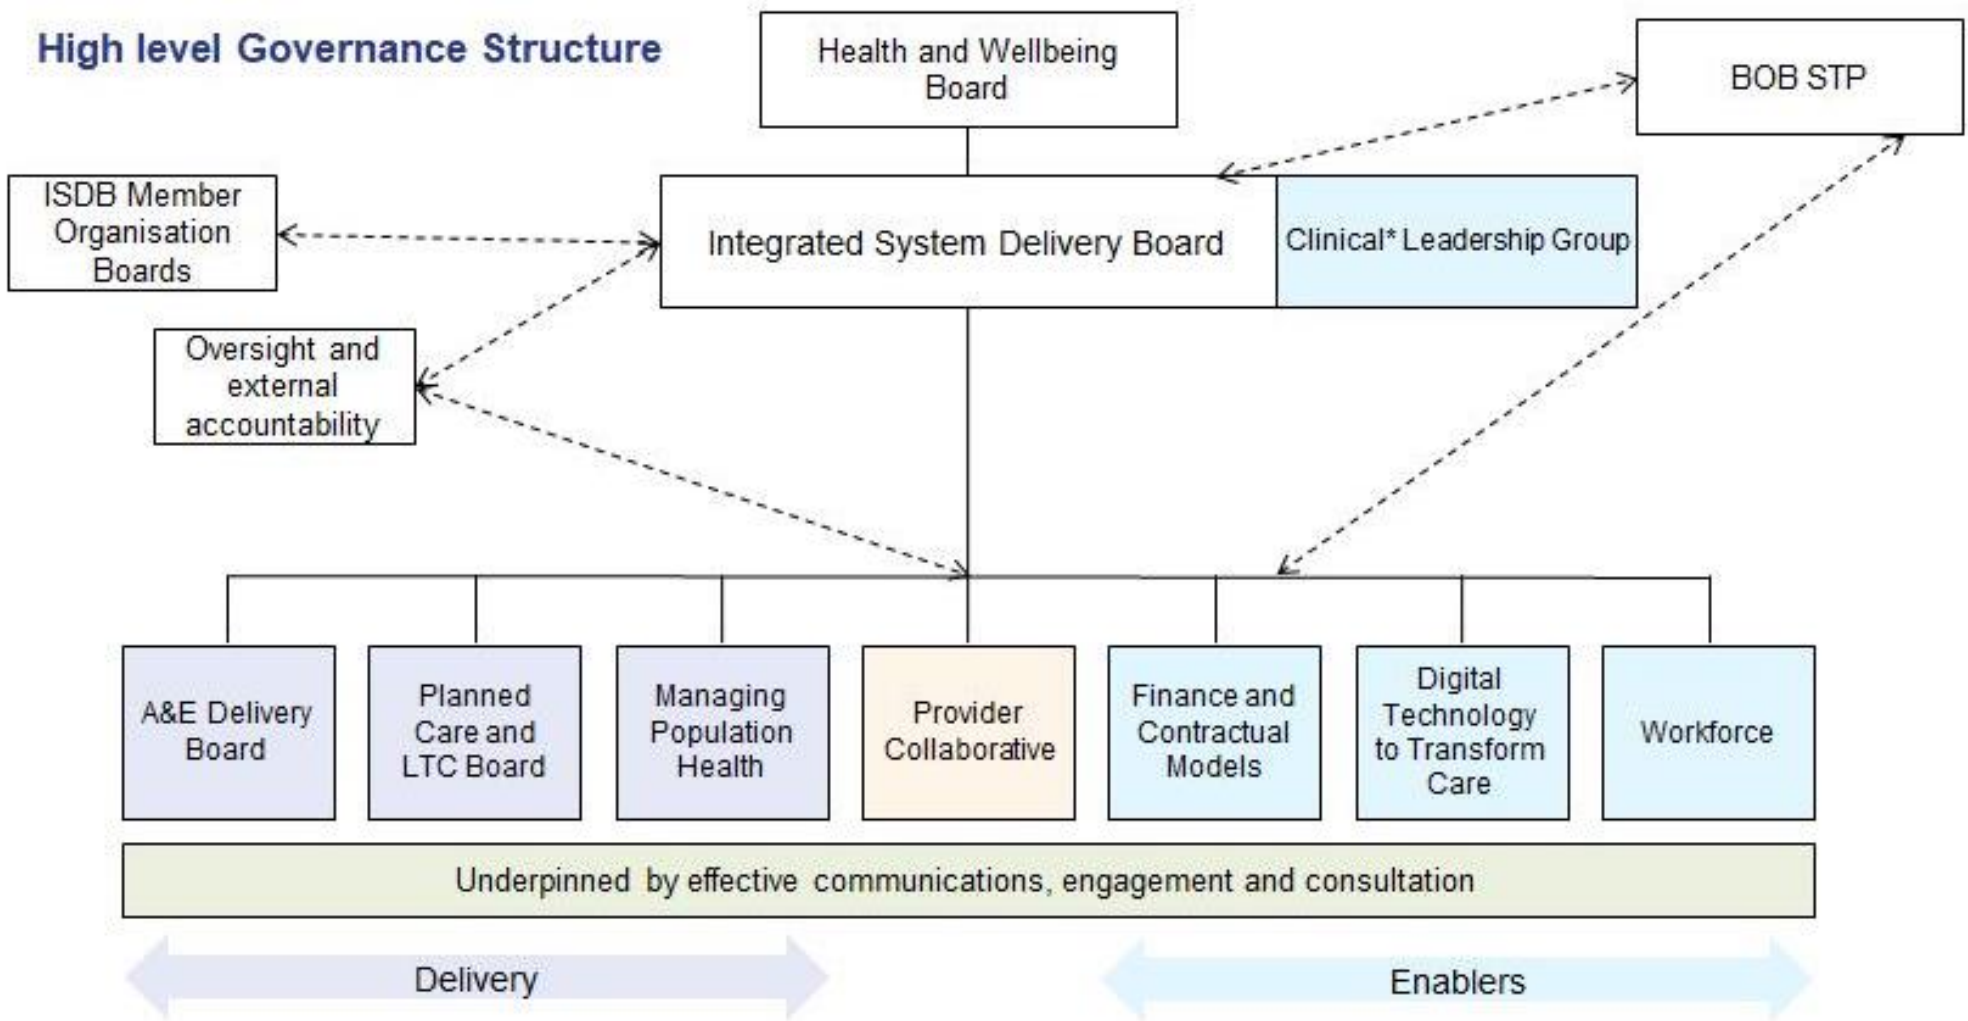 High level Governance Structure
Health and Wellbeing
Board
BOB STP
ISDB Member
Organisation
Boards
Integrated System Delivery Board
Clinical* Leadership Group
Oversight and
external
accountability
A&E Delivery
Board
Planned
Care and
LTC Board
Managing
Population
Health
Provider
Collaborative
Finance and
Contractual
Models
Digital
Technology
to Transform
Care
Workforce
Underpinned by effective communications, engagement and consultation
Delivery
Enablers